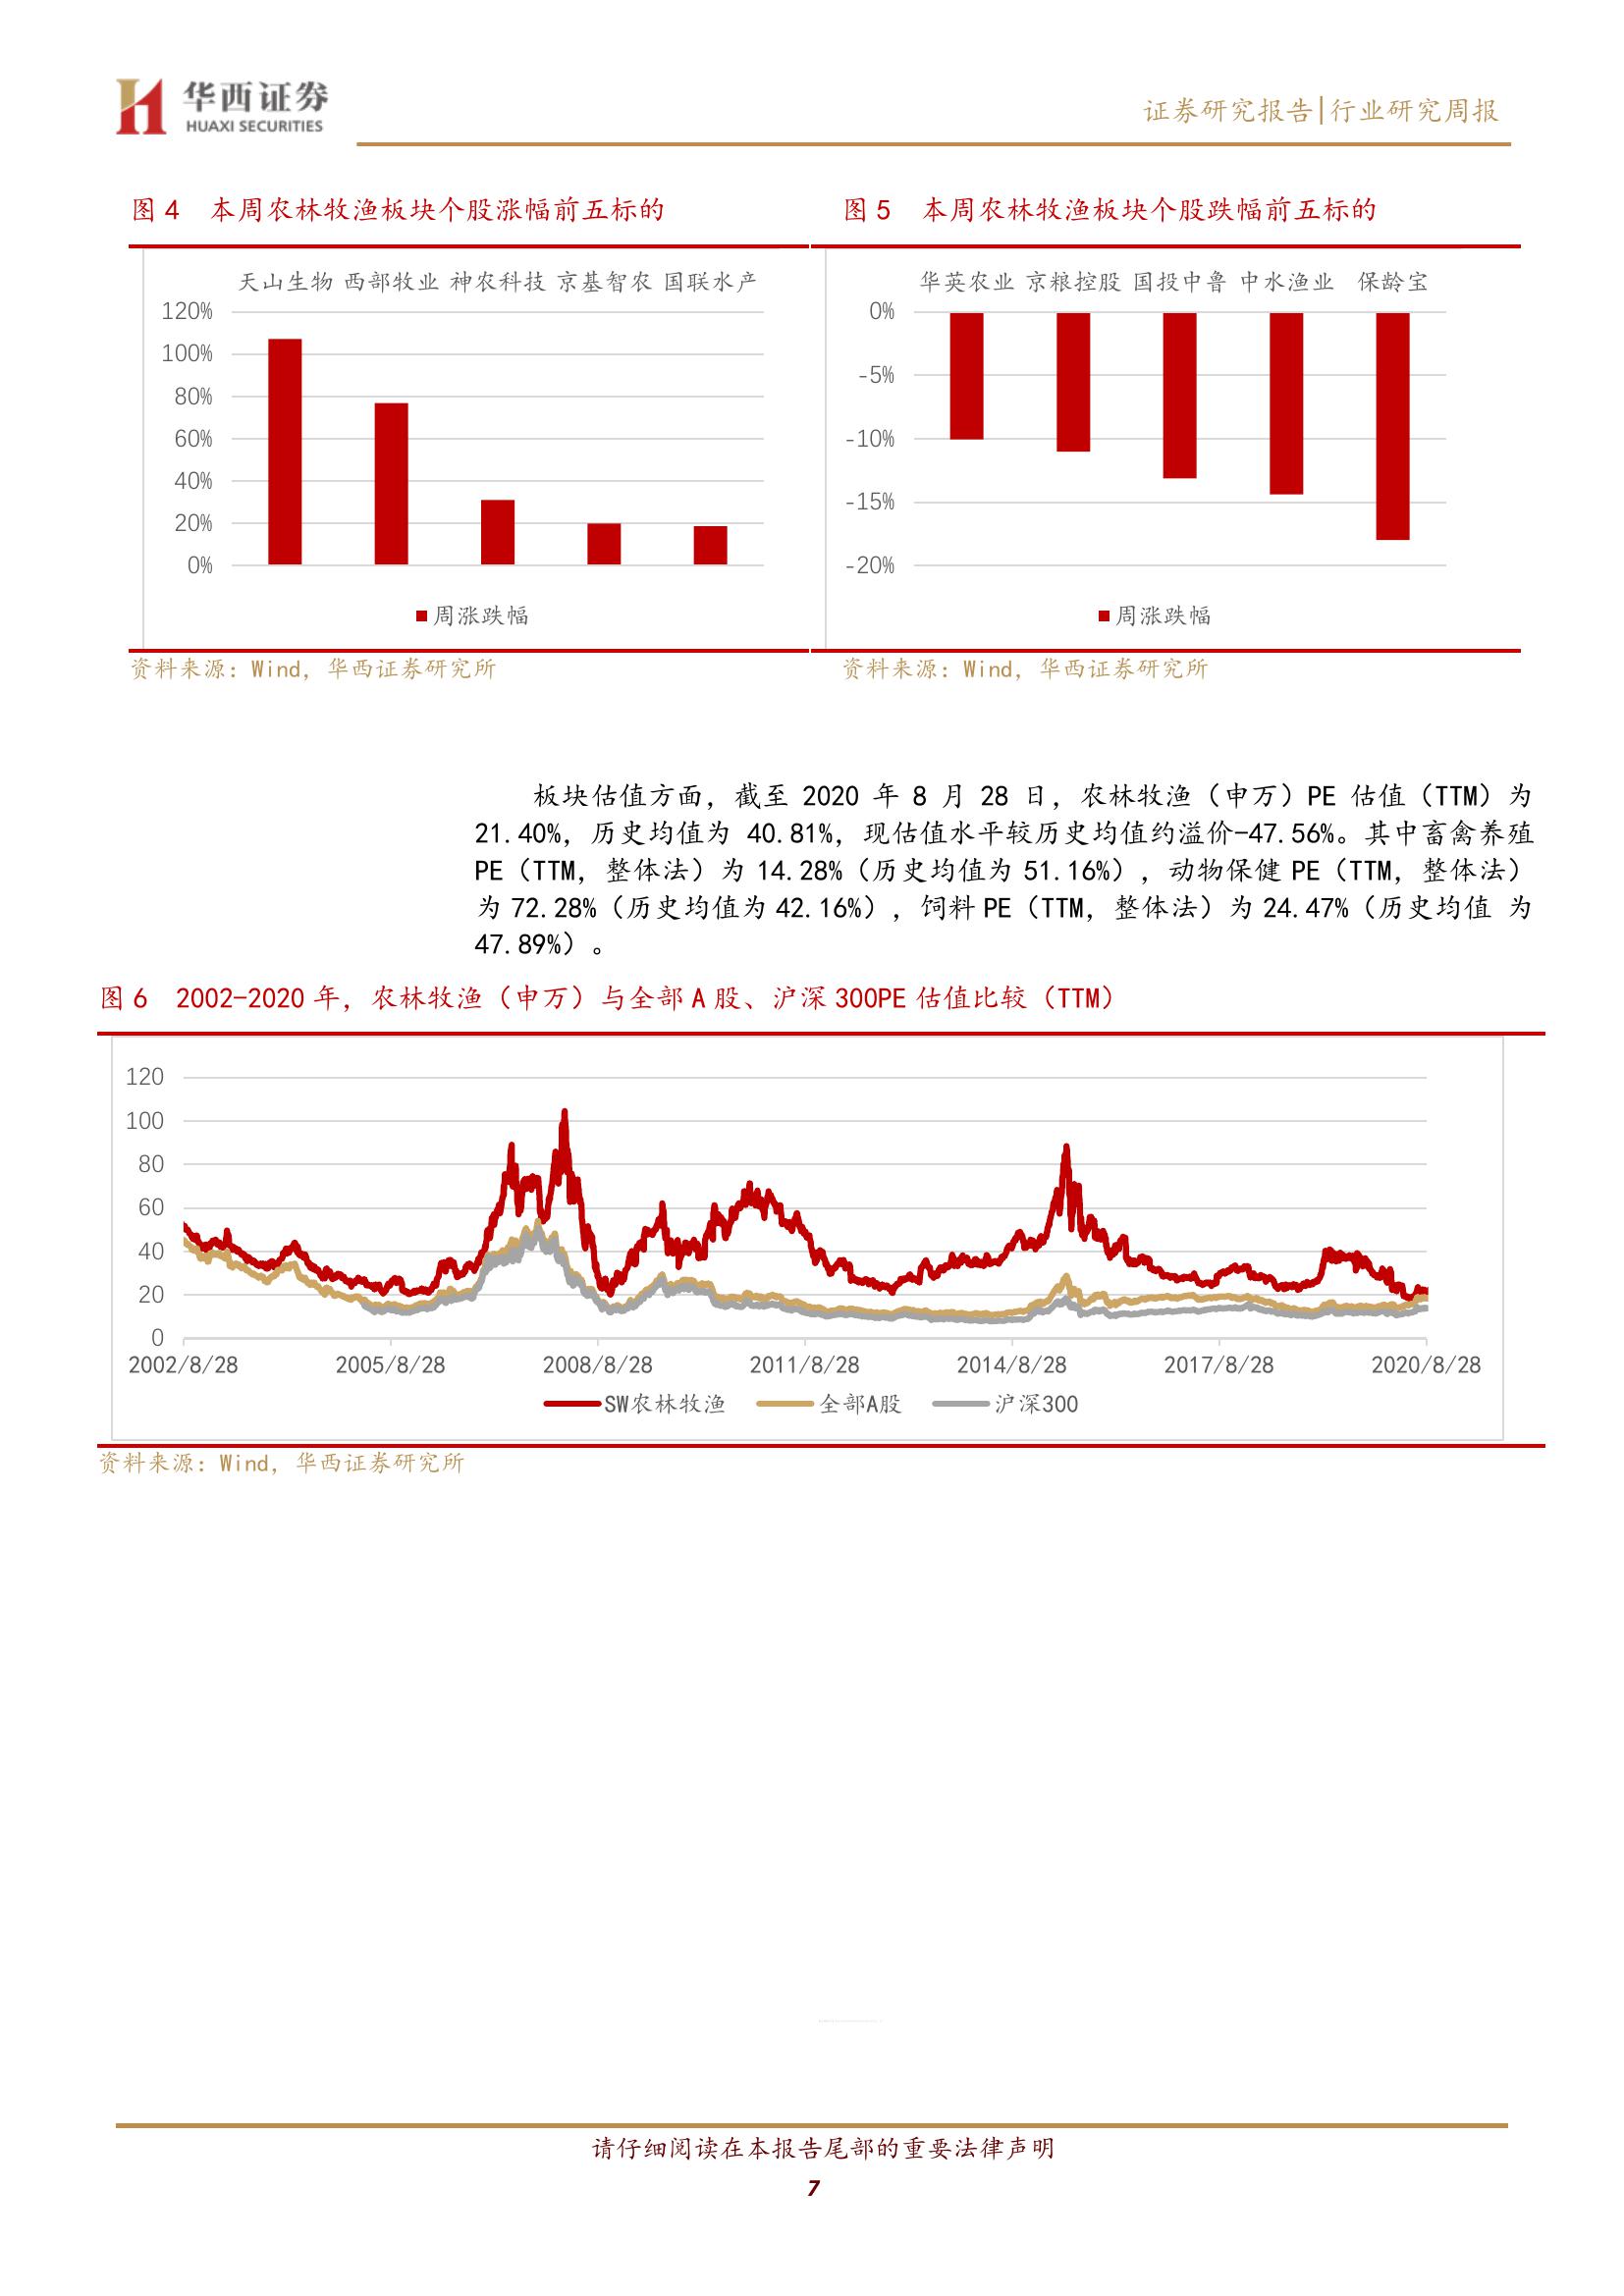 华西证券
HUAXI SECURITIES
证券研究报告|行业研究周报
图 4 本周农林牧渔板块个股涨幅前五标的
天山生物 西部牧业 神农科技 京基智农 国联水产
120%
100%
80%
60%
40%
20%
0%
周涨跌幅
资料来源：Wind，华西证券研究所
图 5 本周农林牧渔板块个股跌幅前五标的
华英农业 京粮控股 国投中鲁 中水渔业 保龄宝
0%
-5%
-10%
-15%
-20%
周涨跌幅
资料来源：Wind，华西证券研究所
板块估值方面，截至 2020 年 8 月 28 日，农林牧渔（申万）PE 估值（TTM）为
21.40%，历史均值为 40.81%，现估值水平较历史均值约溢价-47.56%。其中畜禽养殖
PE（TTM，整体法）为 14.28%（历史均值为 51.16%），动物保健 PE（TTM，整体法）
为 72.28%（历史均值为 42.16%），饲料 PE（TTM，整体法）为 24.47%（历史均值 为
47.89%）。
图 6 2002-2020 年，农林牧渔（申万）与全部 A 股、沪深 300PE 估值比较（TTM）
120
100
80
60
40
20
0
2002/8/28 2005/8/28 2008/8/28 2011/8/28 2014/8/28 2017/8/28 2020/8/28
SW农林牧渔 全部A股 沪深300
资料来源：Wind，华西证券研究所
请仔细阅读在本报告尾部的重要法律声明
7